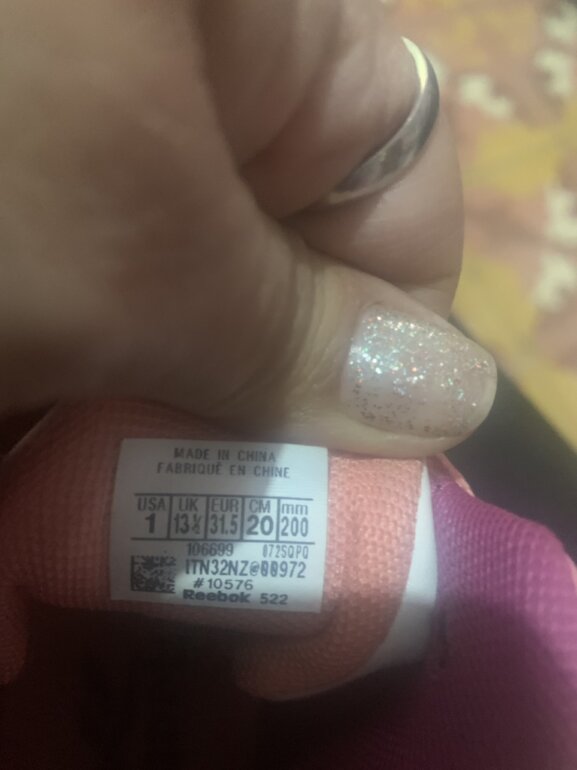 MADE IN CHINA
FABRIQUÉ EN CHINE
USA UK EUR CM mm
1 13½ 31.5 20 200
106699 0725QPQ
ITN32NZ@00972
#10576
Reebok 522